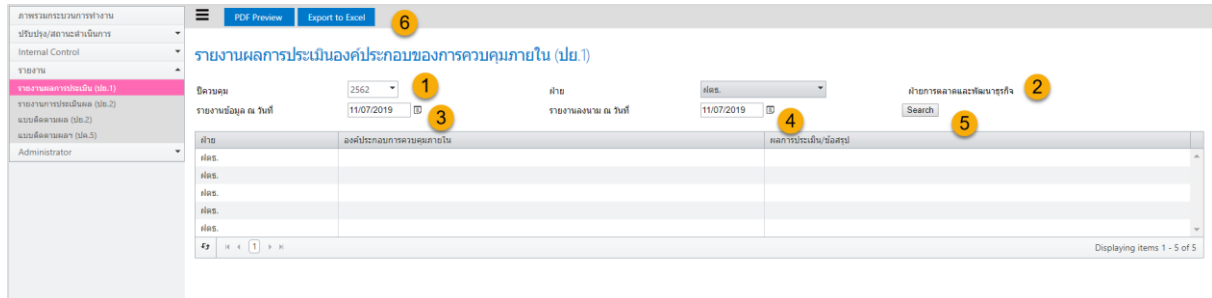 ภาพรวมกระบวนการทำงาน
ปรับปรุง/สถานะดำเนินการ
Internal Control
รายงาน
รายงานผลการประเมิน (ปย.1)
รายงานการประเมินผล (ปย.2)
แบบติดตามผล (ปย.2)
แบบติดตามผลฯ (ปค.5)
Administrator
PDF Preview Export to Excel 6
รายงานผลการประเมินองค์ประกอบของการควบคุมภายใน (ปย.1)
ปีควบคุม 2562 1 ฝ่าย ฝตธ. ฝ่ายการตลาดและพัฒนาธุรกิจ 2
รายงานข้อมูล ณ วันที่ 11/07/2019 3 รายงานลงนาม ณ วันที่ 11/07/2019 4 Search 5
ฝ่าย องค์ประกอบการควบคุมภายใน ผลการประเมิน/ข้อสรุป
ฝตธ.
ฝตธ.
ฝตธ.
ฝตธ.
ฝตธ.
1 Displaying items 1 - 5 of 5